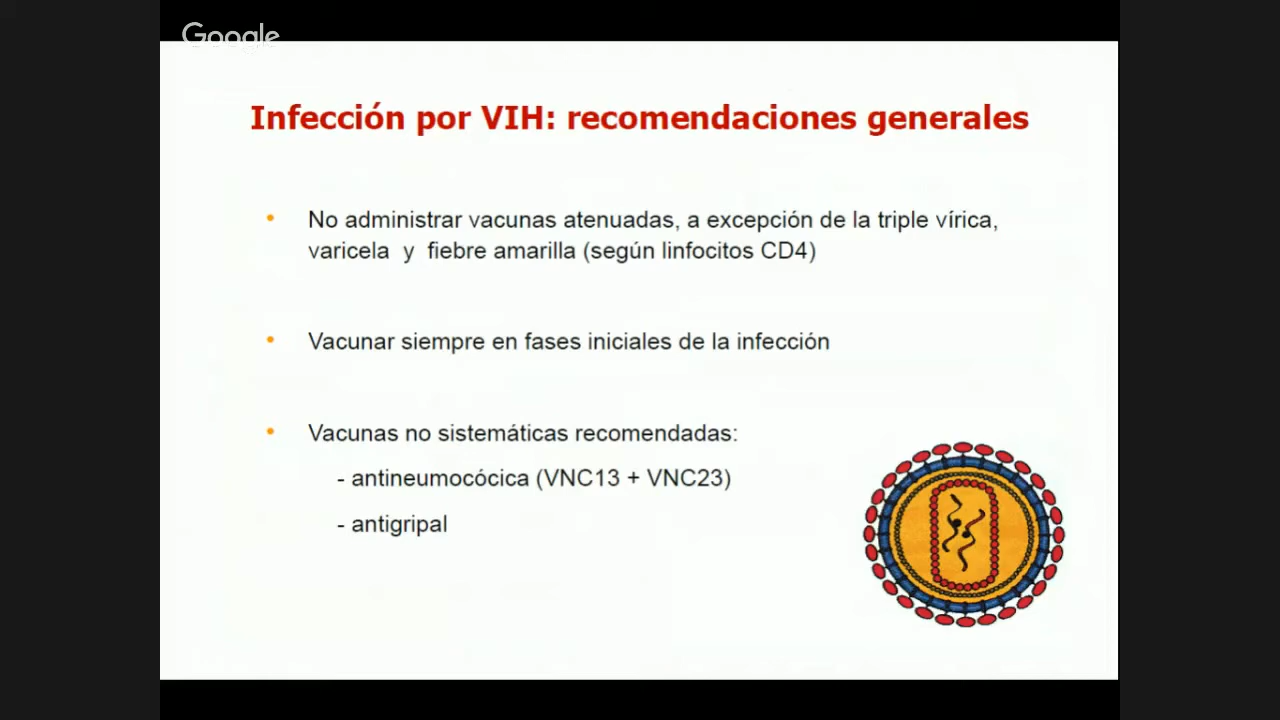 Google
Infección por VIH: recomendaciones generales
• No administrar vacunas atenuadas, a excepción de la triple vírica,
varicela y fiebre amarilla (según linfocitos CD4)
• Vacunar siempre en fases iniciales de la infección
• Vacunas no sistemáticas recomendadas:
- antineumocócica (VNC13 + VNC23)
- antigripal